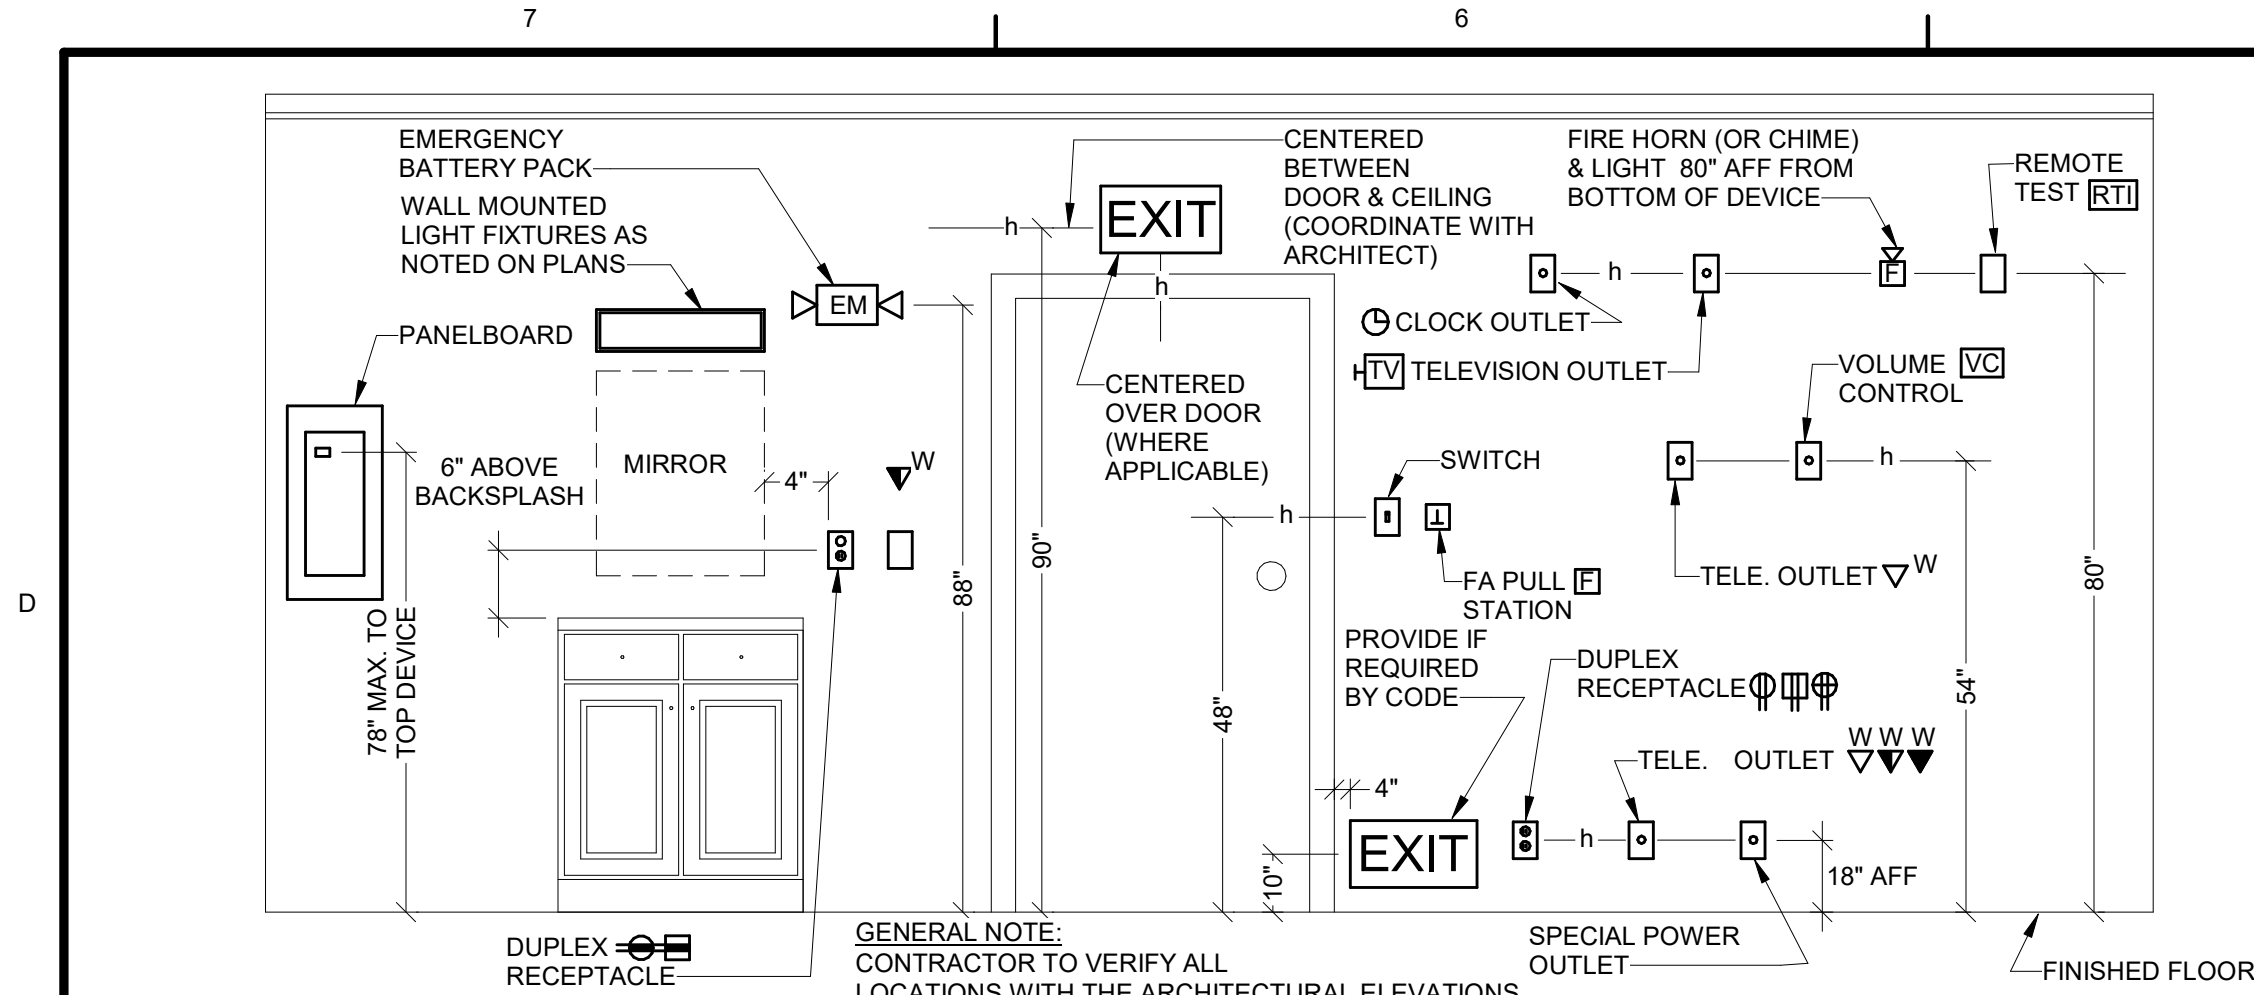 7
6
EMERGENCY
BATTERY PACK
WALL MOUNTED
LIGHT FIXTURES AS
NOTED ON PLANS
PANELBOARD
EM
h
EXIT
h
CENTERED
BETWEEN
DOOR & CEILING
(COORDINATE WITH
ARCHITECT)
FIRE HORN (OR CHIME)
& LIGHT 80" AFF FROM
BOTTOM OF DEVICE
REMOTE
TEST RTI
h
F
CLOCK OUTLET
TV TELEVISION OUTLET
VOLUME VC
CONTROL
CENTERED
OVER DOOR
(WHERE
APPLICABLE)
6" ABOVE
BACKSPLASH
MIRROR
4"
W
SWITCH
h
h
FA PULL F
STATION
TELE. OUTLET W
D
78" MAX. TO
TOP DEVICE
88"
90"
48"
54"
80"
PROVIDE IF
REQUIRED
BY CODE
DUPLEX
RECEPTACLE
W W W
TELE. OUTLET
4"
EXIT
10"
h
18" AFF
DUPLEX
RECEPTACLE
GENERAL NOTE:
CONTRACTOR TO VERIFY ALL
LOCATIONS WITH THE ARCHITECTURAL ELEVATIONS
SPECIAL POWER
OUTLET
FINISHED FLOOR